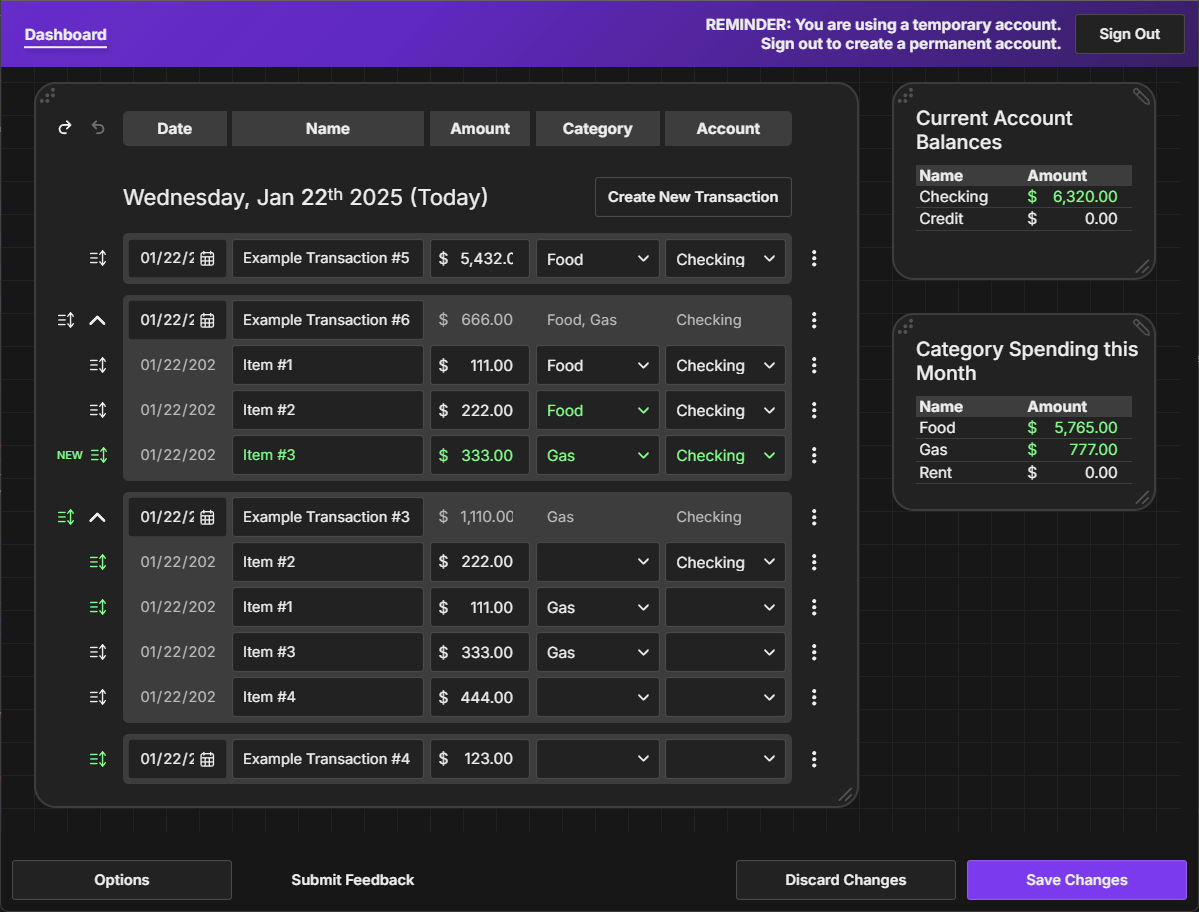 Dashboard
REMINDER: You are using a temporary account.
Sign out to create a permanent account.
Sign Out
Date Name Amount Category Account
Wednesday, Jan 22th 2025 (Today)
Create New Transaction
01/22/2 Example Transaction #5 $ 5,432.0 Food Checking
01/22/2 Example Transaction #6 $ 666.00 Food, Gas Checking
01/22/202 Item #1 $ 111.00 Food Checking
01/22/202 Item #2 $ 222.00 Food Checking
NEW 01/22/202 Item #3 $ 333.00 Gas Checking
01/22/2 Example Transaction #3 $ 1,110.00 Gas Checking
01/22/202 Item #2 $ 222.00 Checking
01/22/202 Item #1 $ 111.00 Gas
01/22/202 Item #3 $ 333.00 Gas
01/22/202 Item #4 $ 444.00
01/22/2 Example Transaction #4 $ 123.00
Current Account
Balances
Name Amount
Checking $ 6,320.00
Credit $ 0.00
Category Spending this
Month
Name Amount
Food $ 5,765.00
Gas $ 777.00
Rent $ 0.00
Options
Submit Feedback
Discard Changes
Save Changes